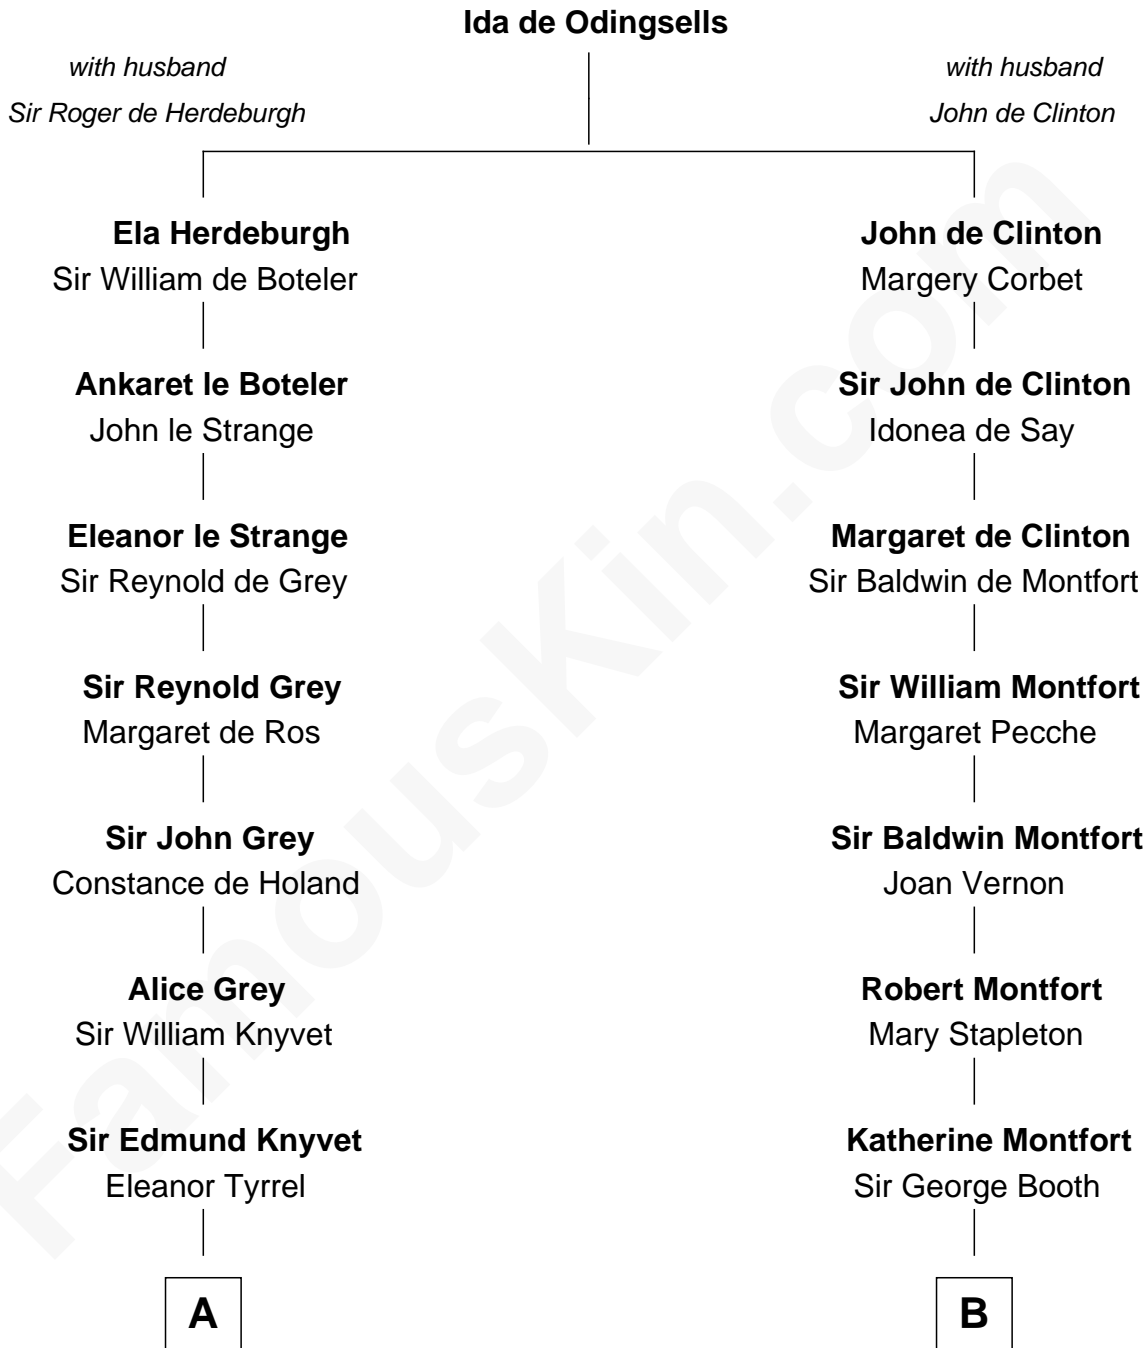 Ida de Odingsells
with husband
Sir Roger de Herdeburgh
with husband
John de Clinton
Ela Herdeburgh
Sir William de Boteler
Ankaret le Boteler
John le Strange
Eleanor le Strange
Sir Reynold de Grey
Sir Reynold Grey
Margaret de Ros
Sir John Grey
Constance de Holand
Alice Grey
Sir William Knyvet
Sir Edmund Knyvet
Eleanor Tyrrel
A
John de Clinton
Margery Corbet
Sir John de Clinton
Idonea de Say
Margaret de Clinton
Sir Baldwin de Montfort
Sir William Montfort
Margaret Pecche
Sir Baldwin Montfort
Joan Vernon
Robert Montfort
Mary Stapleton
Katherine Montfort
Sir George Booth
B
FamousKin.com